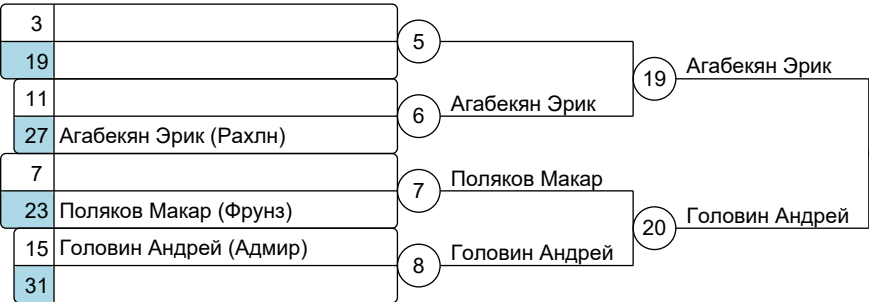 3
5
19
19 Агабекян Эрик
11
6 Агабекян Эрик
27 Агабекян Эрик (Рахлн)
7
7 Поляков Макар
23 Поляков Макар (Фрунз)
20 Головин Андрей
15 Головин Андрей (Адмир)
8 Головин Андрей
31